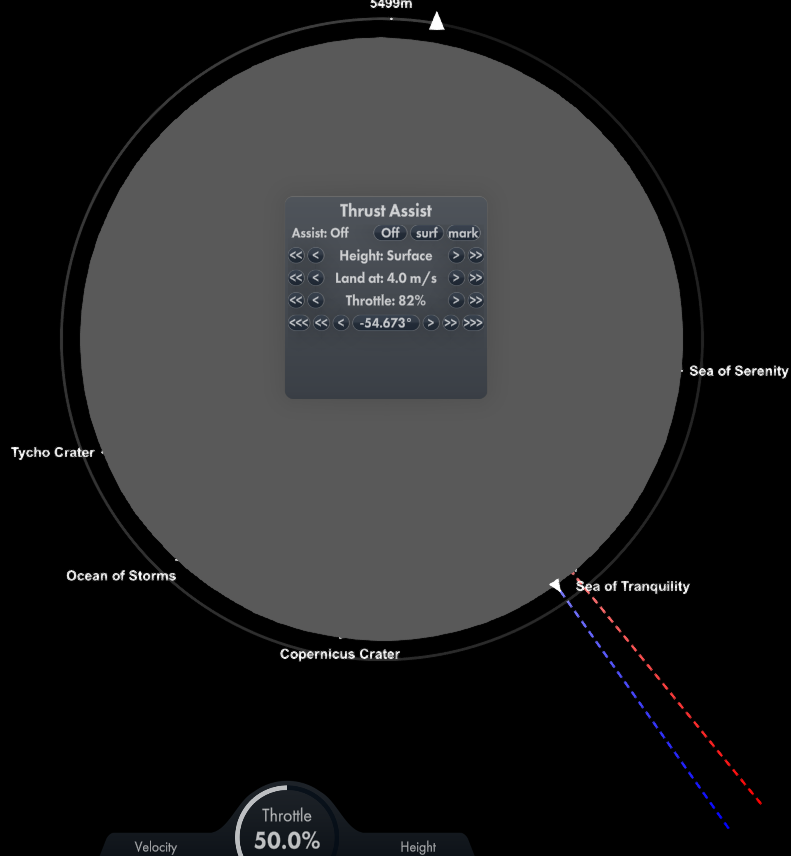 5499m
Thrust Assist
Assist: Off Off surf mark
<< < Height: Surface > >>
<< < Land at: 4.0 m/s > >>
<< < Throttle: 82% > >>
<<< << < -54.673° > >> >>>
Sea of Serenity
Tycho Crater
Ocean of Storms
Sea of Tranquility
Copernicus Crater
Throttle
50.0%
Velocity
Height